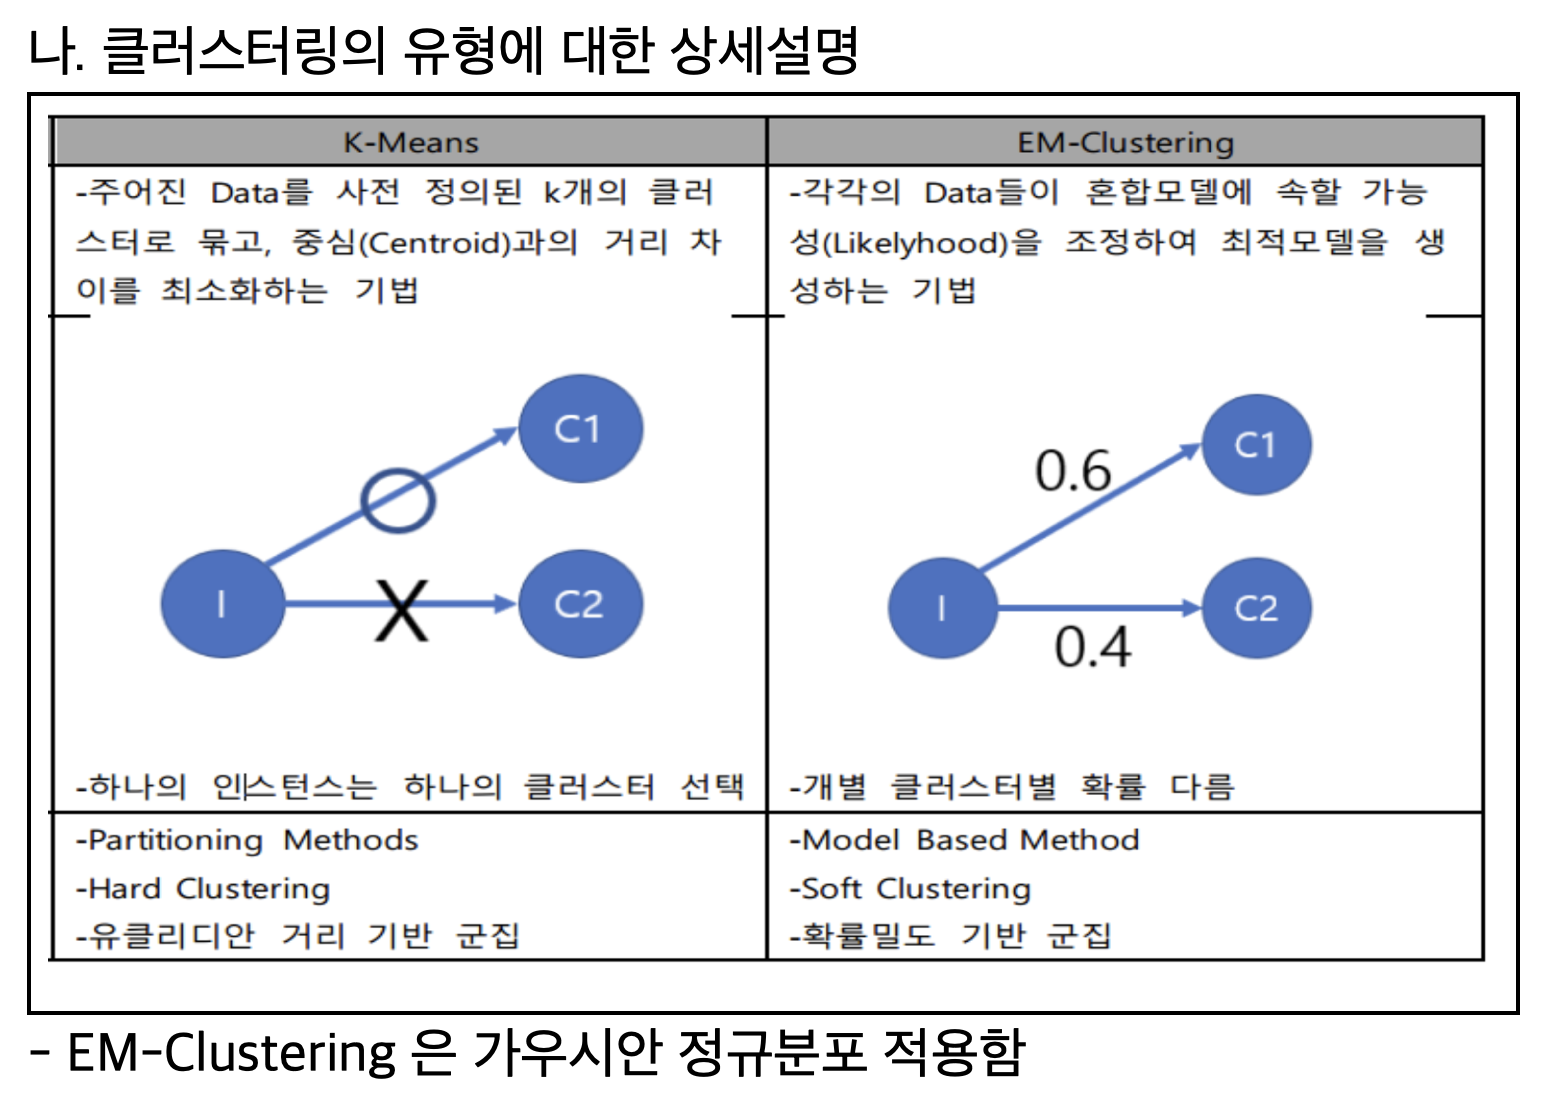 나. 클러스터링의 유형에 대한 상세설명
K-Means
-주어진 Data를 사전 정의된 k개의 클러
스터로 묶고, 중심(Centroid)과의 거리 차
이를 최소화하는 기법
C1
I
X
C2
-하나의 인스턴스는 하나의 클러스터 선택
-Partitioning Methods
-Hard Clustering
-유클리디안 거리 기반 군집
EM-Clustering
-각각의 Data들이 혼합모델에 속할 가능
성(Likelyhood)을 조정하여 최적모델을 생
성하는 기법
C1
0.6
I
C2
0.4
-개별 클러스터별 확률 다름
-Model Based Method
-Soft Clustering
-확률밀도 기반 군집
- EM-Clustering 은 가우시안 정규분포 적용함